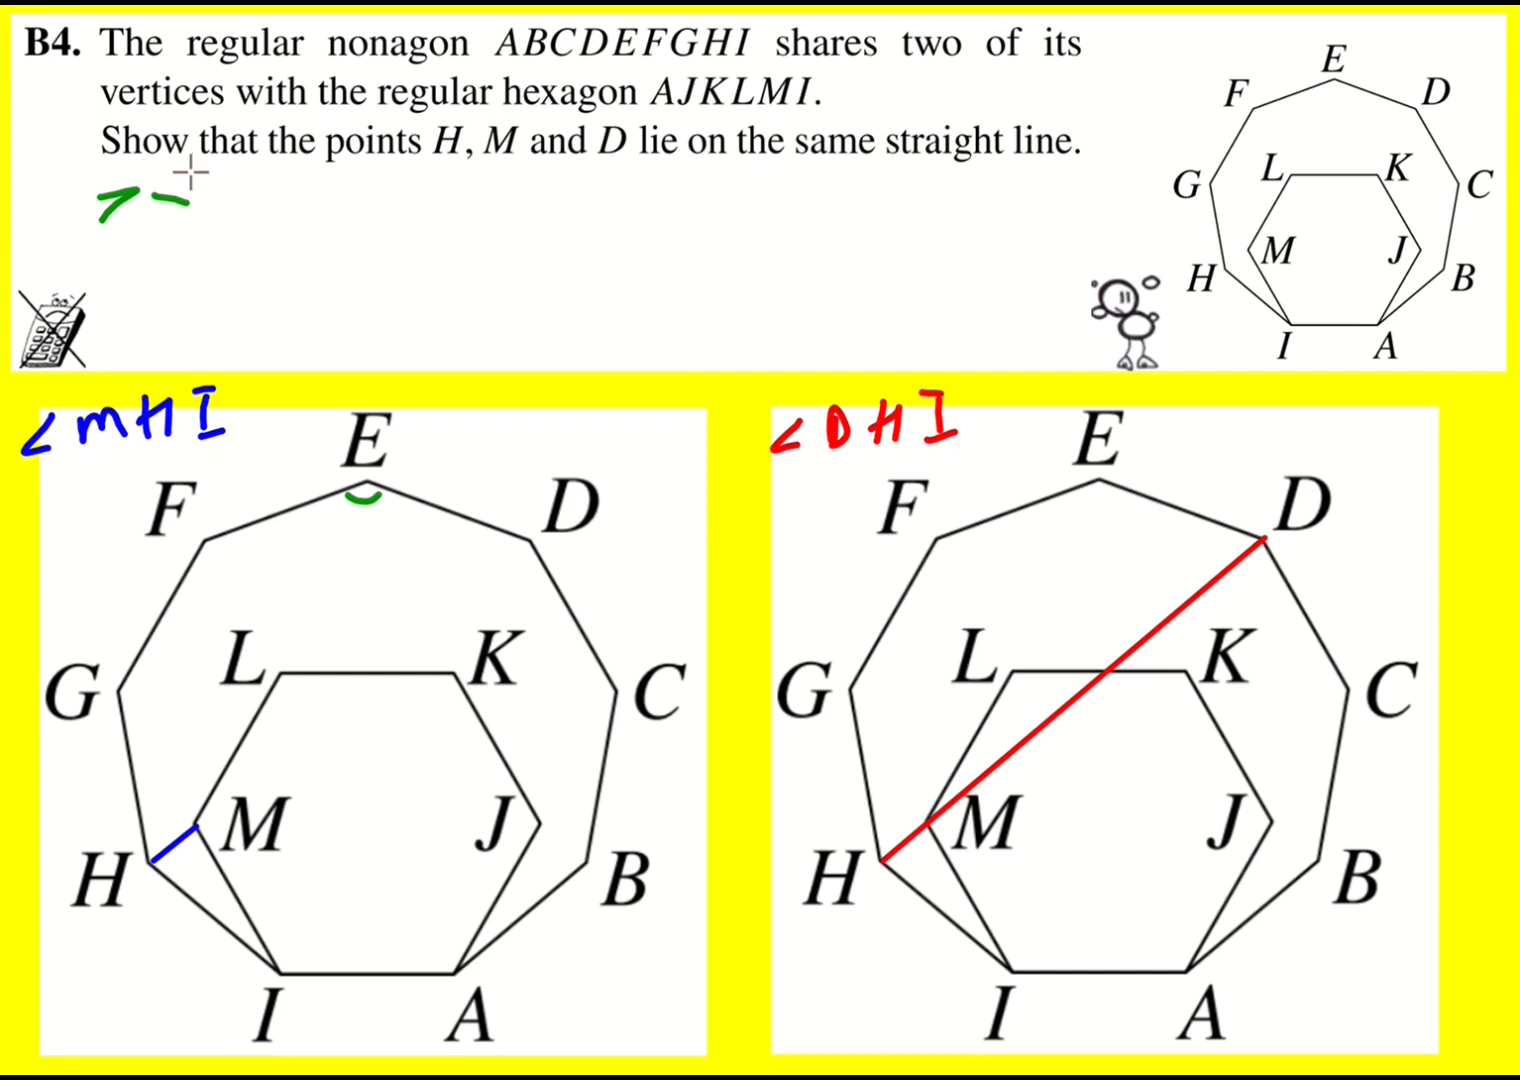 B4. The regular nonagon ABCDEFGHI shares two of its
vertices with the regular hexagon AJKLMI.
Show that the points H, M and D lie on the same straight line.
E
F
D
L
K
G
C
M
J
H
B
I
A
∠mHI
∠DHI
E
F
D
L
K
G
C
M
J
H
B
I
A
E
F
D
L
K
G
C
M
J
H
B
I
A